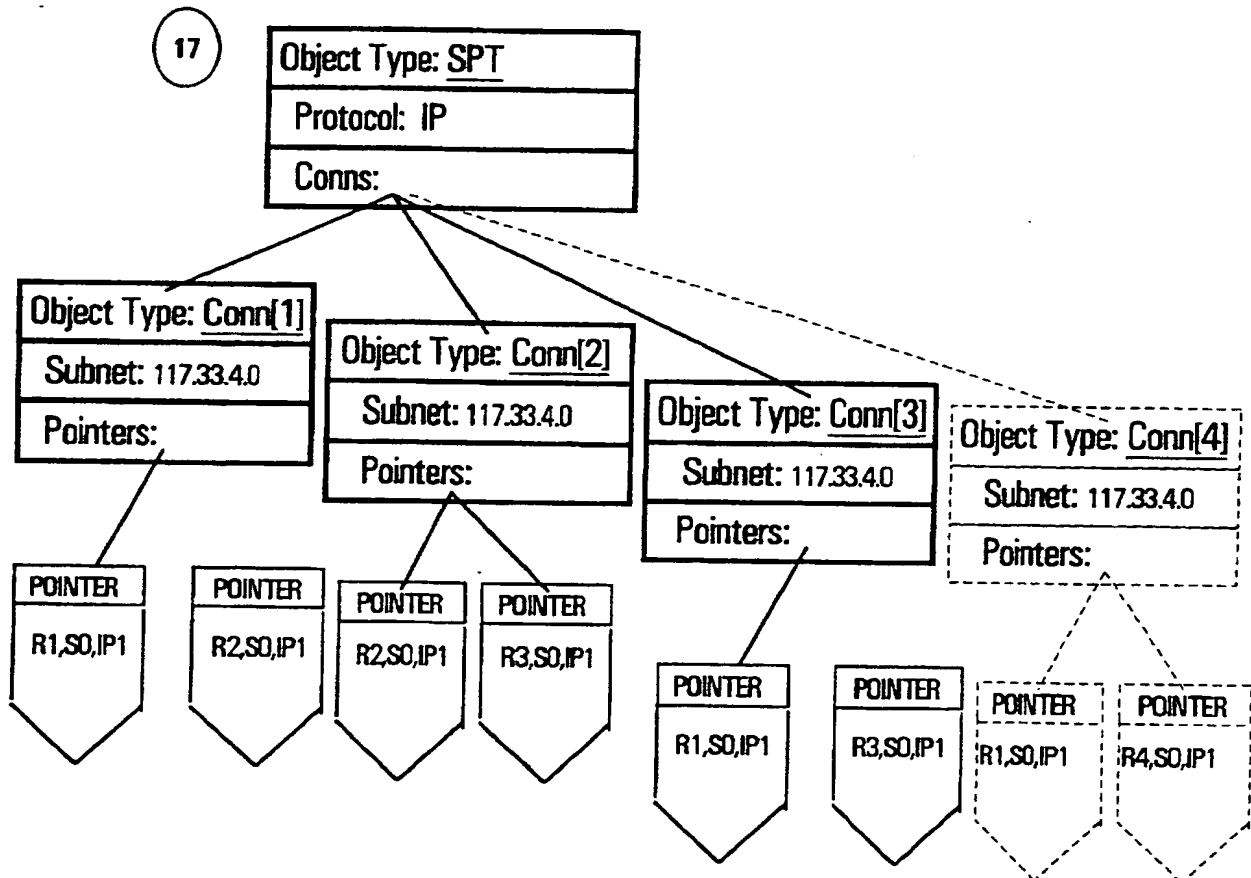 17
Object Type: SPT
Protocol: IP
Conns:
Object Type: Conn[1]
Subnet: 117.33.4.0
Pointers:
Object Type: Conn[2]
Subnet: 117.33.4.0
Pointers:
Object Type: Conn[3]
Subnet: 117.33.4.0
Pointers:
Object Type: Conn[4]
Subnet: 117.33.4.0
Pointers:
POINTER
R1,S0,IP1
POINTER
R2,S0,IP1
POINTER
R2,S0,IP1
POINTER
R3,S0,IP1
POINTER
R1,S0,IP1
POINTER
R3,S0,IP1
POINTER
R1,S0,IP1
POINTER
R4,S0,IP1